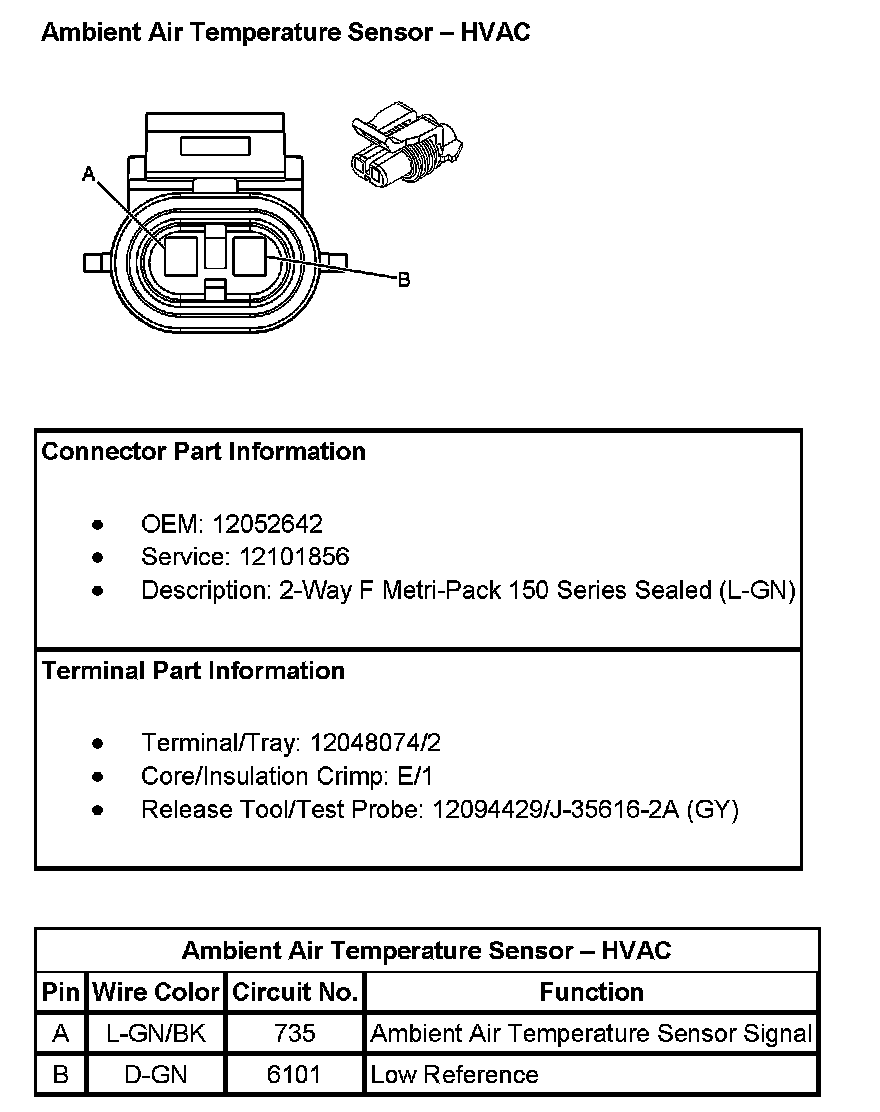 Ambient Air Temperature Sensor – HVAC
A
B
Connector Part Information
• OEM: 12052642
• Service: 12101856
• Description: 2-Way F Metri-Pack 150 Series Sealed (L-GN)
Terminal Part Information
• Terminal/Tray: 12048074/2
• Core/Insulation Crimp: E/1
• Release Tool/Test Probe: 12094429/J-35616-2A (GY)
Ambient Air Temperature Sensor – HVAC
Pin Wire Color Circuit No. Function
A L-GN/BK 735 Ambient Air Temperature Sensor Signal
B D-GN 6101 Low Reference